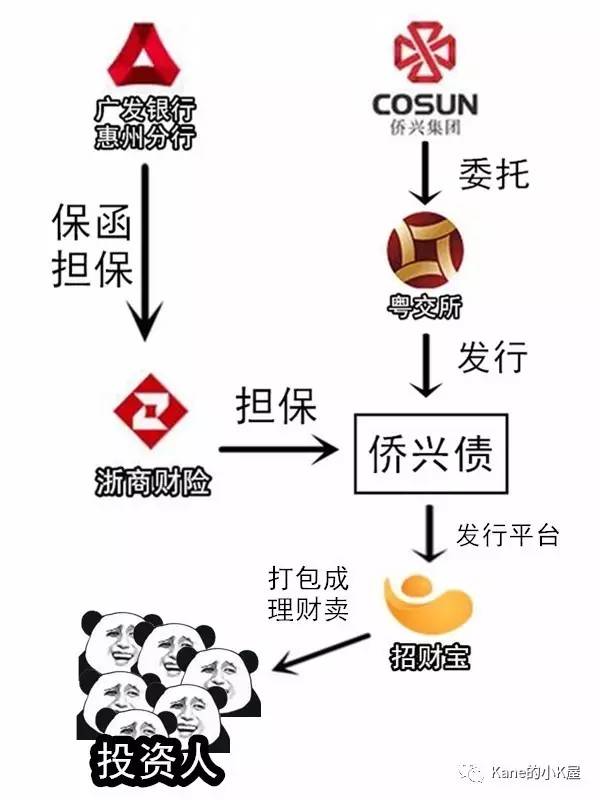 广发银行
惠州分行
COSUN
侨兴集团
委托
保函
担保
粤交所
发行
担保
侨兴债
浙商财险
发行平台
打包成
理财卖
招财宝
投资人
Kane的小K屋